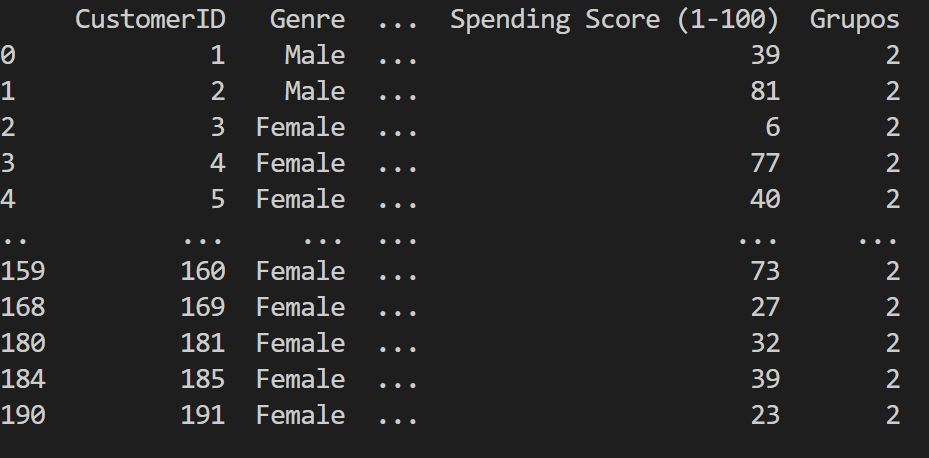 CustomerID Genre ... Spending Score (1-100) Grupos
0 1 Male ... 39 2
1 2 Male ... 81 2
2 3 Female ... 6 2
3 4 Female ... 77 2
4 5 Female ... 40 2
.. ... ... ... ... ...
159 160 Female ... 73 2
168 169 Female ... 27 2
180 181 Female ... 32 2
184 185 Female ... 39 2
190 191 Female ... 23 2